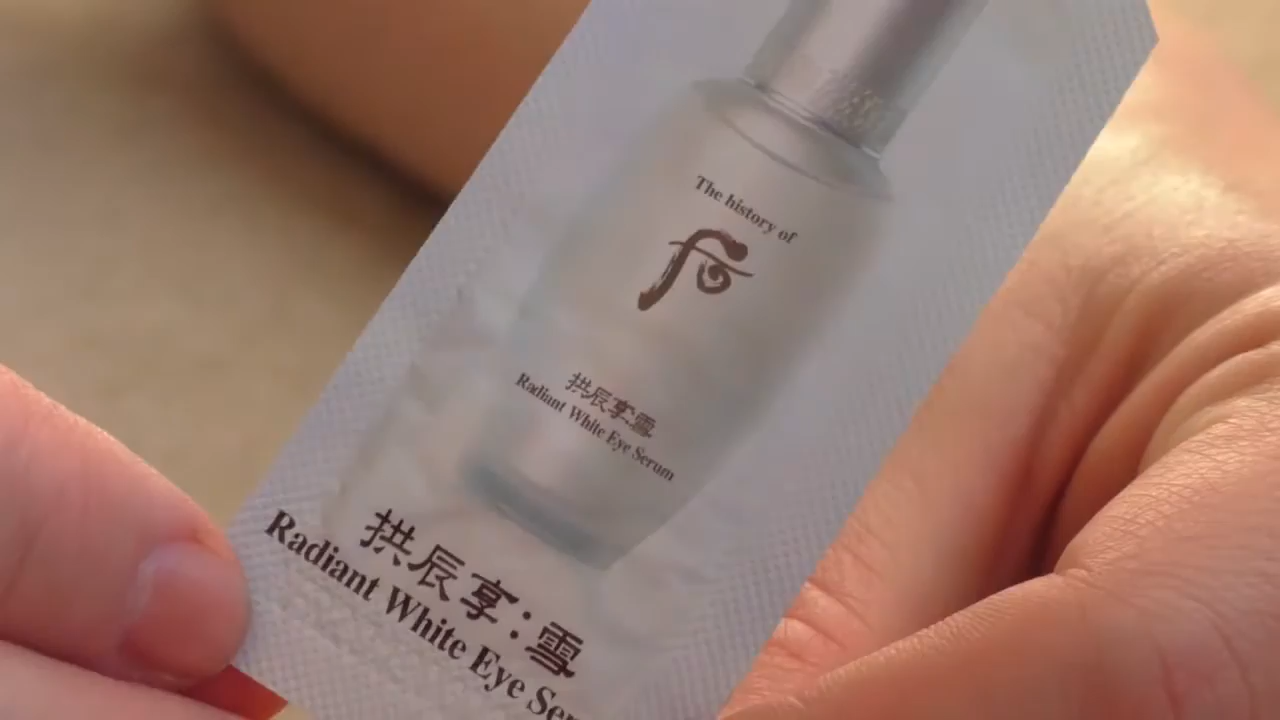 The history of
后
拱辰享:雪
Radiant White Eye Serum
拱辰享:雪
Radiant White Eye Ser